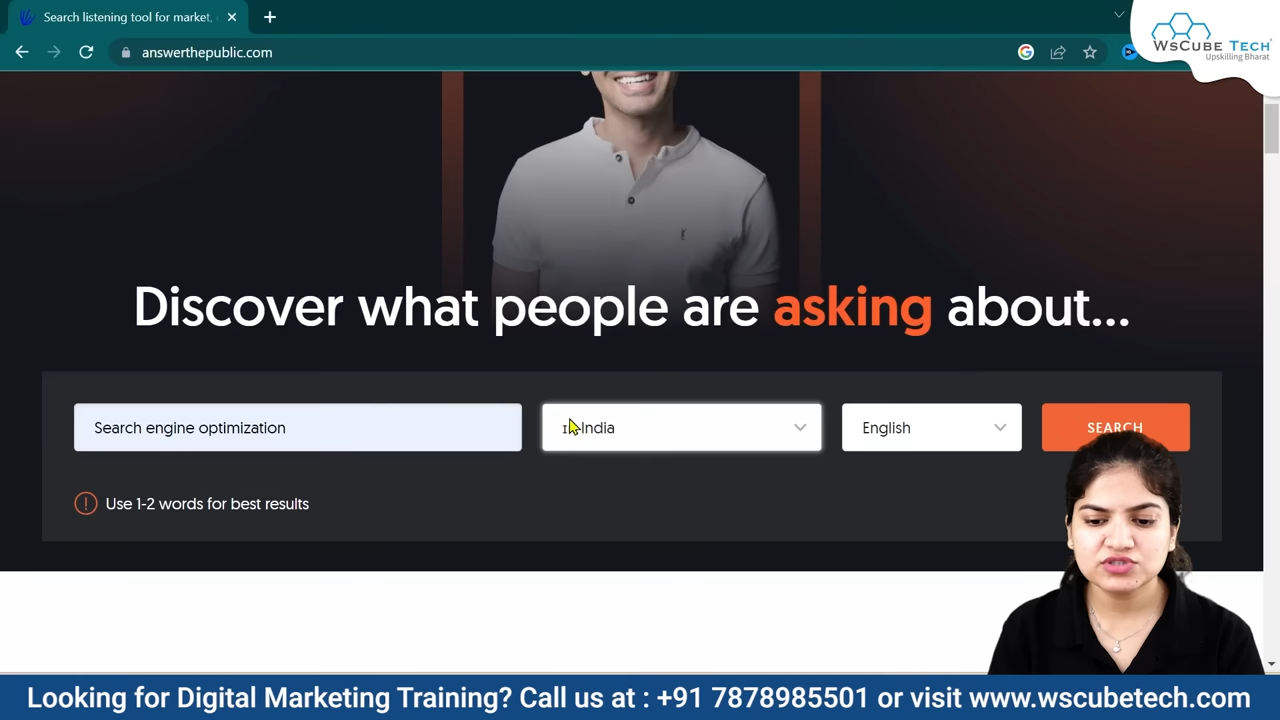 Search listening tool for market,
answerthepublic.com
WsCube Tech
Upskilling Bharat
Discover what people are asking about...
Search engine optimization
India
English
SEARCH
Use 1-2 words for best results
Looking for Digital Marketing Training? Call us at : +91 7878985501 or visit www.wscubetech.com